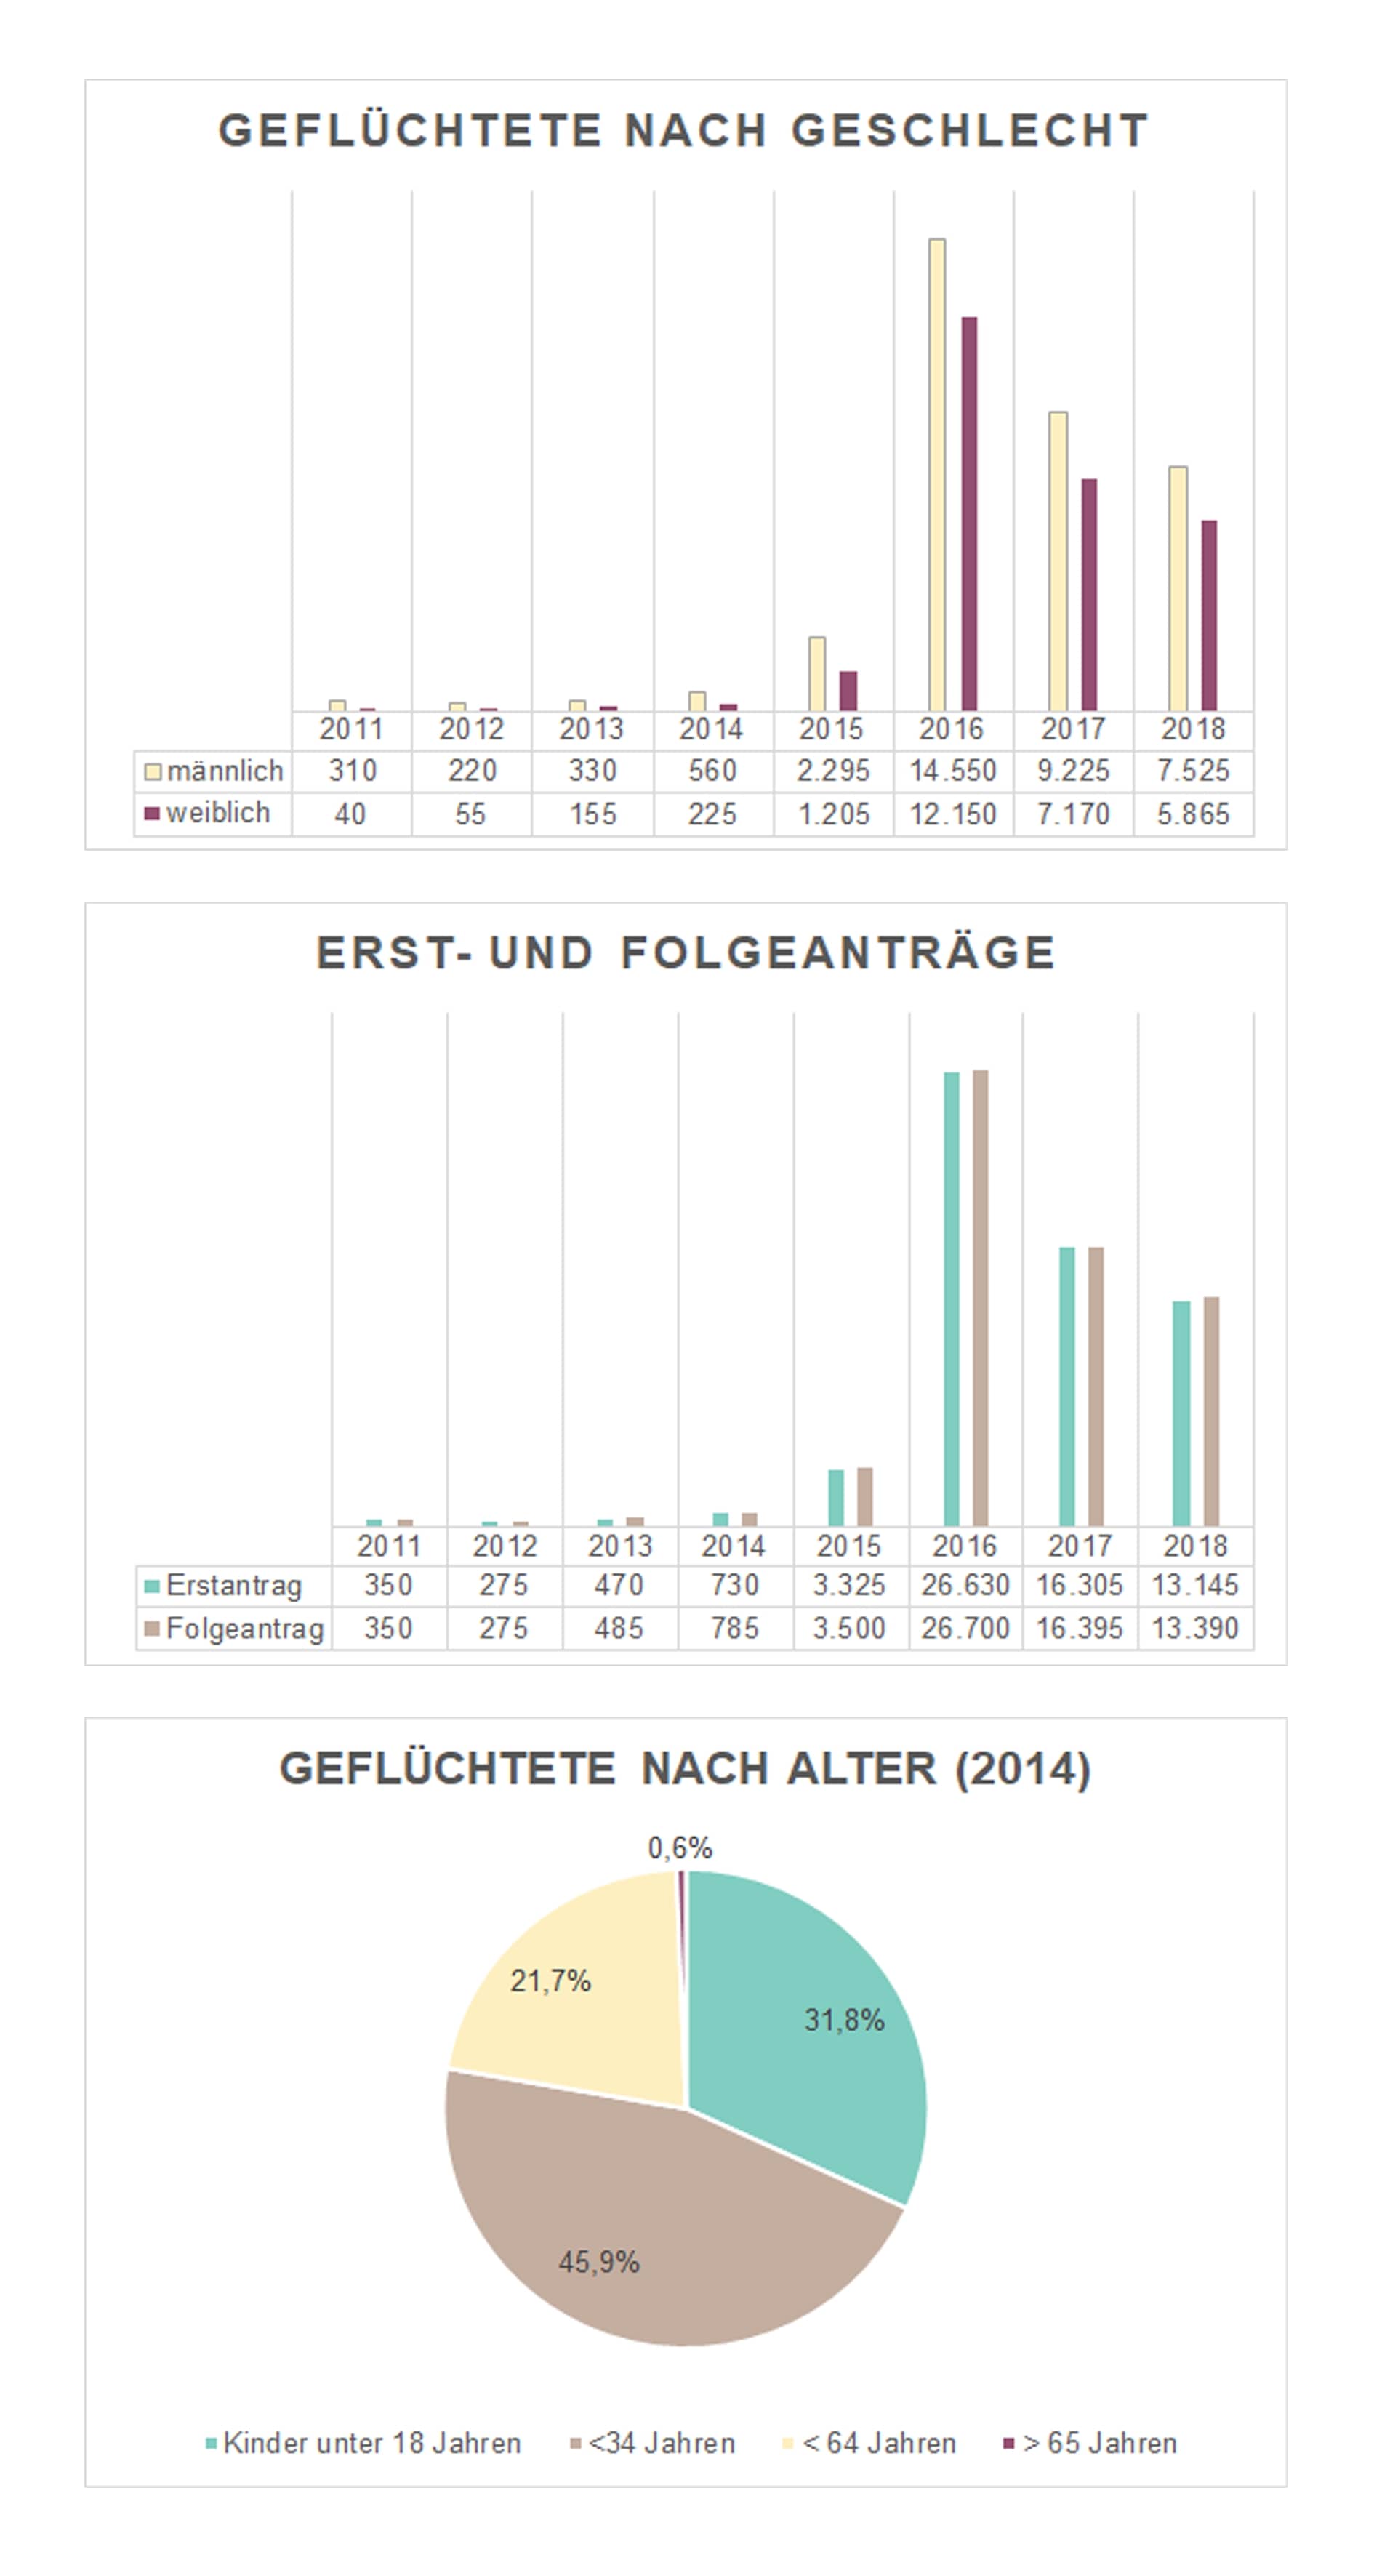 GEFLÜCHTETE NACH GESCHLECHT
2011 2012 2013 2014 2015 2016 2017 2018
männlich 310 220 330 560 2.295 14.550 9.225 7.525
weiblich 40 55 155 225 1.205 12.150 7.170 5.865
ERST- UND FOLGEANTRÄGE
2011 2012 2013 2014 2015 2016 2017 2018
Erstantrag 350 275 470 730 3.325 26.630 16.305 13.145
Folgeantrag 350 275 485 785 3.500 26.700 16.395 13.390
GEFLÜCHTETE NACH ALTER (2014)
0,6%
21,7%
31,8%
45,9%
Kinder unter 18 Jahren <34 Jahren < 64 Jahren > 65 Jahren